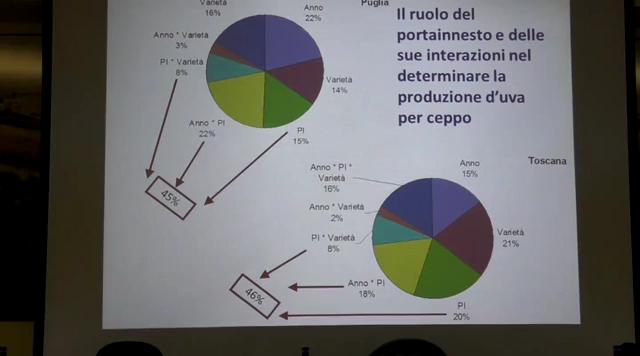 Varietà
16%
Anno
22%
Puglia
Anno * Varietà
3%
PI * Varietà
8%
Varietà
14%
Anno * PI
22%
PI
15%
45%
Il ruolo del
portainnesto e delle
sue interazioni nel
determinare la
produzione d'uva
per ceppo
Toscana
Anno * PI *
Varietà
16%
Anno
15%
Anno * Varietà
2%
PI * Varietà
8%
Varietà
21%
Anno * PI
18%
PI
20%
46%